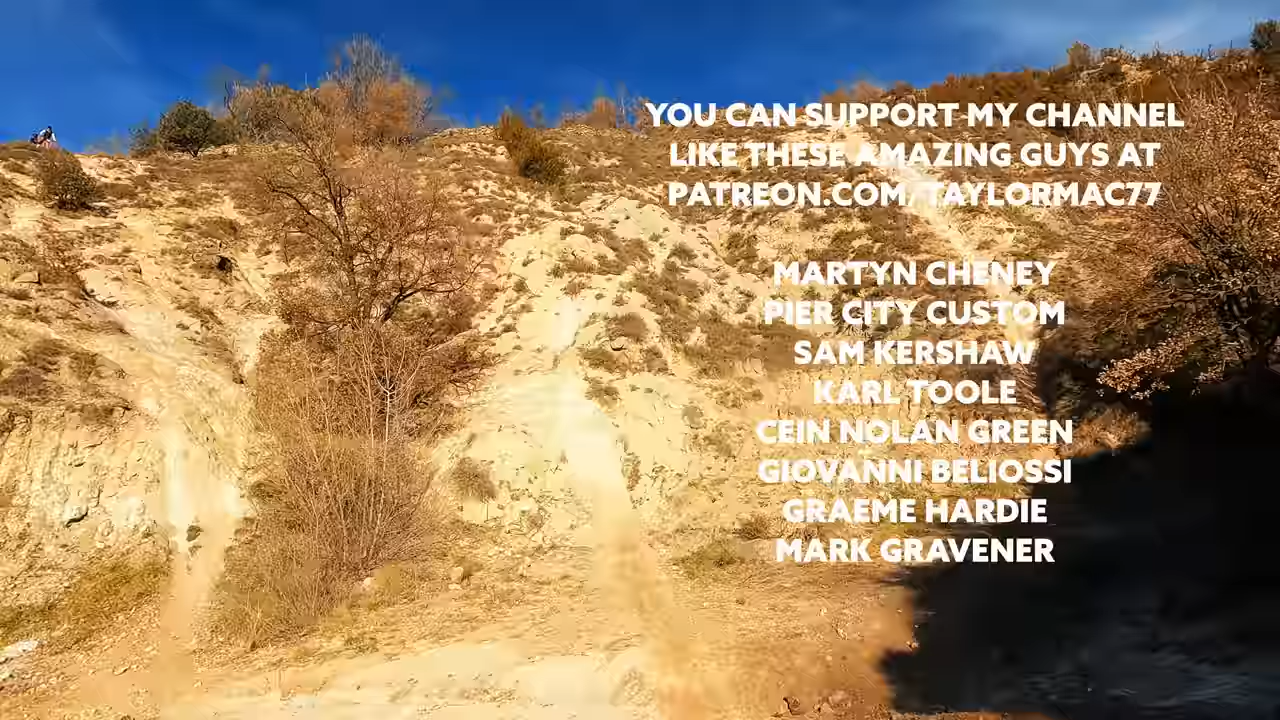 YOU CAN SUPPORT MY CHANNEL
LIKE THESE AMAZING GUYS AT
PATREON.COM/TAYLORMAC77
MARTYN CHENEY
PIER CITY CUSTOM
SAM KERSHAW
KARL TOOLE
CEIN NOLAN GREEN
GIOVANNI BELIOSSI
GRAEME HARDIE
MARK GRAVENER